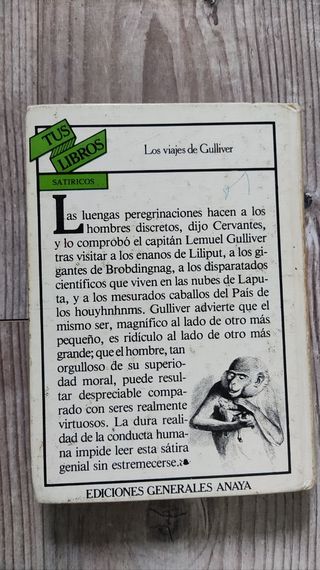 TUS
LIBROS
SATIRICOS
Los viajes de Gulliver
Las luengas peregrinaciones hacen a los
hombres discretos, dijo Cervantes,
y lo comprobó el capitán Lemuel Gulliver
tras visitar a los enanos de Liliput, a los gi-
gantes de Brobdingnag, a los disparatados
científicos que viven en las nubes de Lapu-
ta, y a los mesurados caballos del País de
los houyhnhnms. Gulliver advierte que el
mismo ser, magnífico al lado de otro más
pequeño, es ridículo al lado de otro más
grande; que el hombre, tan
orgulloso de su superio-
dad moral, puede resul-
tar despreciable compa-
rado con seres realmente
virtuosos. La dura reali-
dad de la conducta huma-
na impide leer esta sátira
genial sin estremecerse.
EDICIONES GENERALES ANAYA